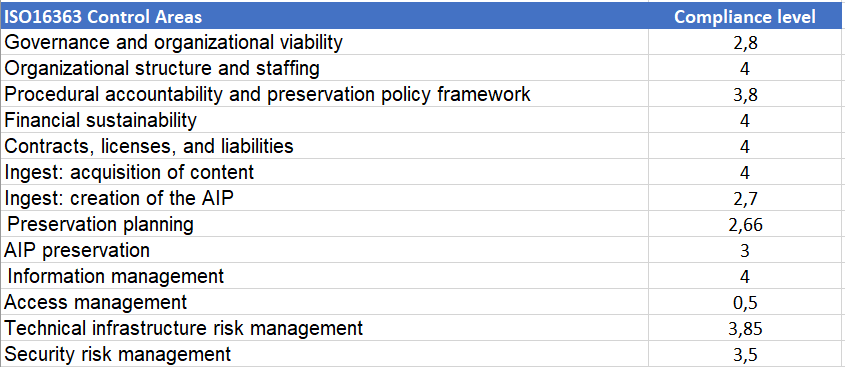 ISO16363 Control Areas Compliance level
Governance and organizational viability 2,8
Organizational structure and staffing 4
Procedural accountability and preservation policy framework 3,8
Financial sustainability 4
Contracts, licenses, and liabilities 4
Ingest: acquisition of content 4
Ingest: creation of the AIP 2,7
Preservation planning 2,66
AIP preservation 3
Information management 4
Access management 0,5
Technical infrastructure risk management 3,85
Security risk management 3,5